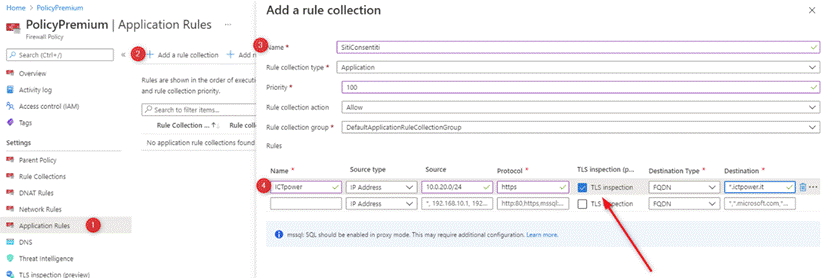 Home > PolicyPremium
PolicyPremium | Application Rules ...
Firewall Policy
Search (Ctrl+/)
«
Overview
Activity log
Access control (IAM)
Tags
Settings
Parent Policy
Rule Collections
DNAT Rules
Network Rules
Application Rules
1
DNS
Threat Intelligence
TLS inspection (preview)
2
+ Add a rule collection
+ Add
Rules are shown in the order of
and rule collection priority.
Search to filter items...
Rule Collection ... ↑↓
Rule
No application rule collections found
Add a rule collection
3
Name *
SitiConsentiti
Rule collection type *
Application
Priority *
100
Rule collection action
Allow
Rule collection group *
DefaultApplicationRuleCollectionGroup
Rules
Name *
Source type
Source
Protocol *
TLS inspection (p...
Destination Type *
Destination *
4
ICTpower
IP Address
10.0.20.0/24
https
TLS inspection
FQDN
*.ictpower.it
...
IP Address
*, 192.168.10.1, 192...
http:80,https,mssql:...
TLS inspection
FQDN
*,*.microsoft.com,*...
mssql: SQL should be enabled in proxy mode. This may require additional configuration. Learn more.